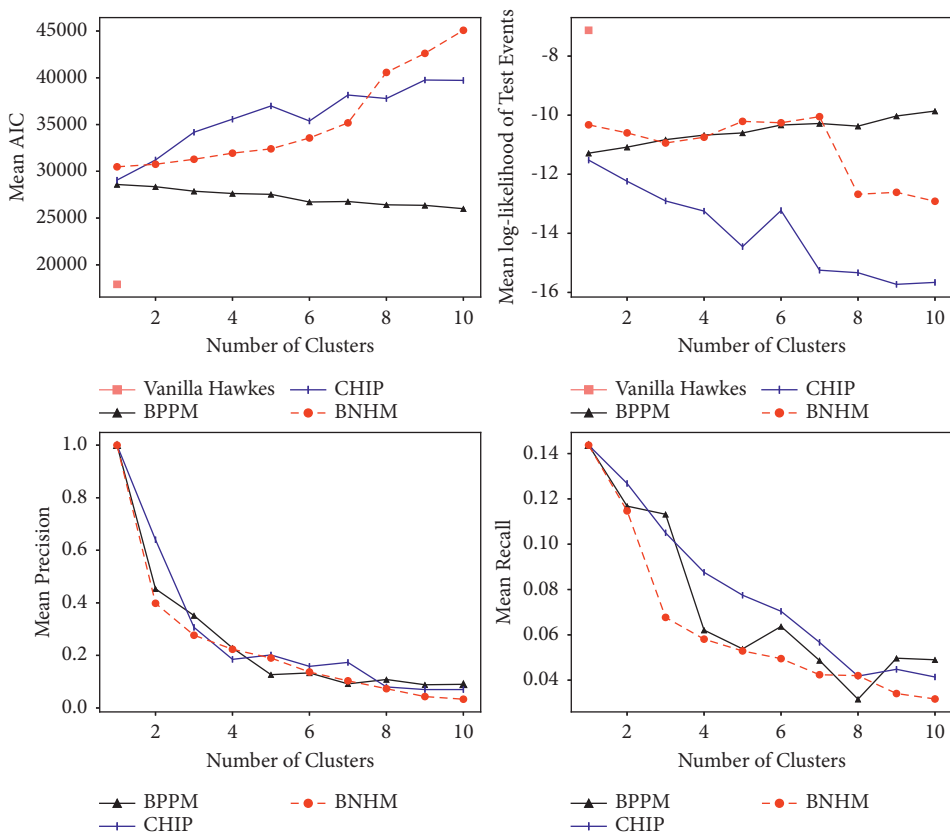 Mean AIC
45000
40000
35000
30000
25000
20000
2 4 6 8 10
Number of Clusters
Vanilla Hawkes
CHIP
BPPM
BNHM
Mean log-likelihood of Test Events
-8
-10
-12
-14
-16
2 4 6 8 10
Number of Clusters
Vanilla Hawkes
CHIP
BPPM
BNHM
Mean Precision
1.0
0.8
0.6
0.4
0.2
0.0
2 4 6 8 10
Number of Clusters
BPPM
BNHM
CHIP
Mean Recall
0.14
0.12
0.10
0.08
0.06
0.04
2 4 6 8 10
Number of Clusters
BPPM
BNHM
CHIP